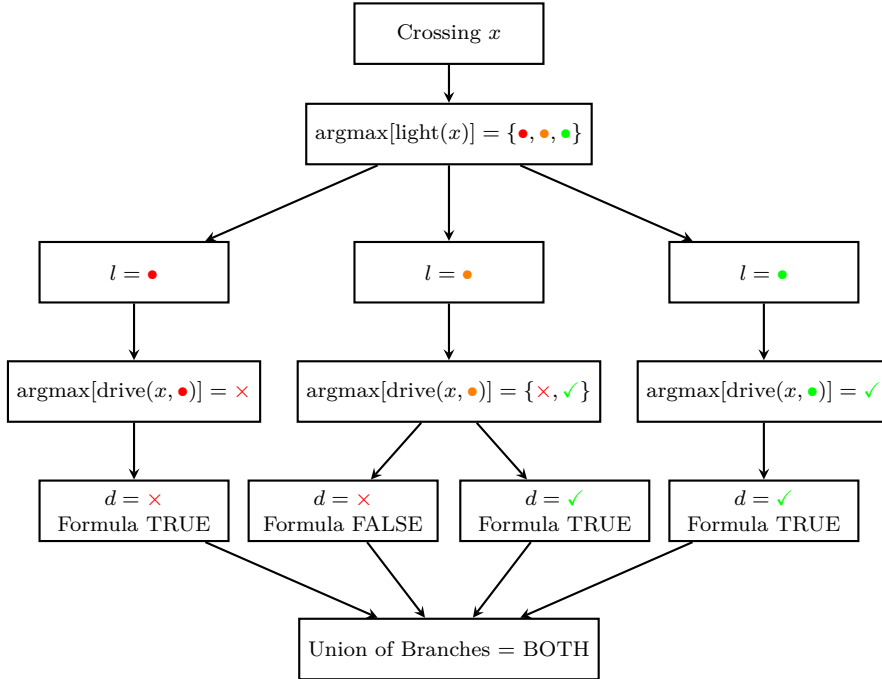 Crossing x
argmax[light(x)] = {•, •, •}
l = •
l = •
l = •
argmax[drive(x, •)] = ×
argmax[drive(x, •)] = {×, ✓}
argmax[drive(x, •)] = ✓
d = ×
Formula TRUE
d = ×
Formula FALSE
d = ✓
Formula TRUE
d = ✓
Formula TRUE
Union of Branches = BOTH